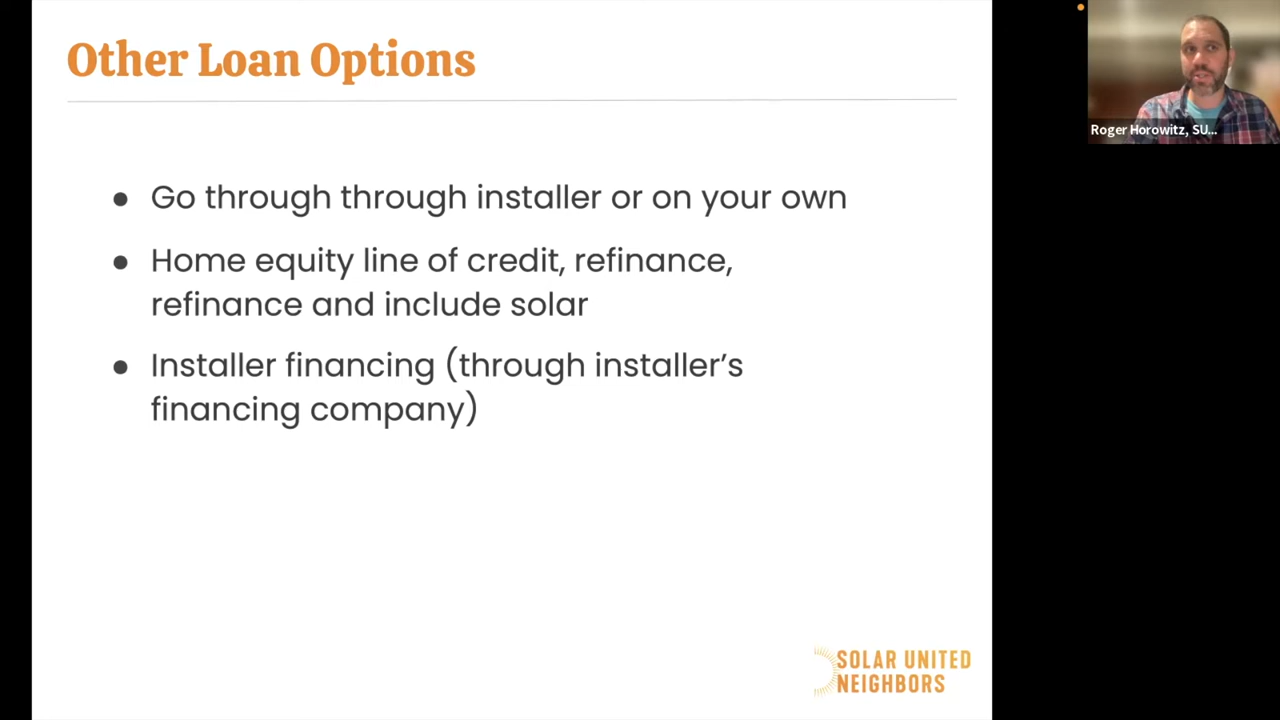 Other Loan Options
Roger Horowitz, SU...
● Go through through installer or on your own
● Home equity line of credit, refinance,
refinance and include solar
● Installer financing (through installer’s
financing company)
SOLAR UNITED
NEIGHBORS